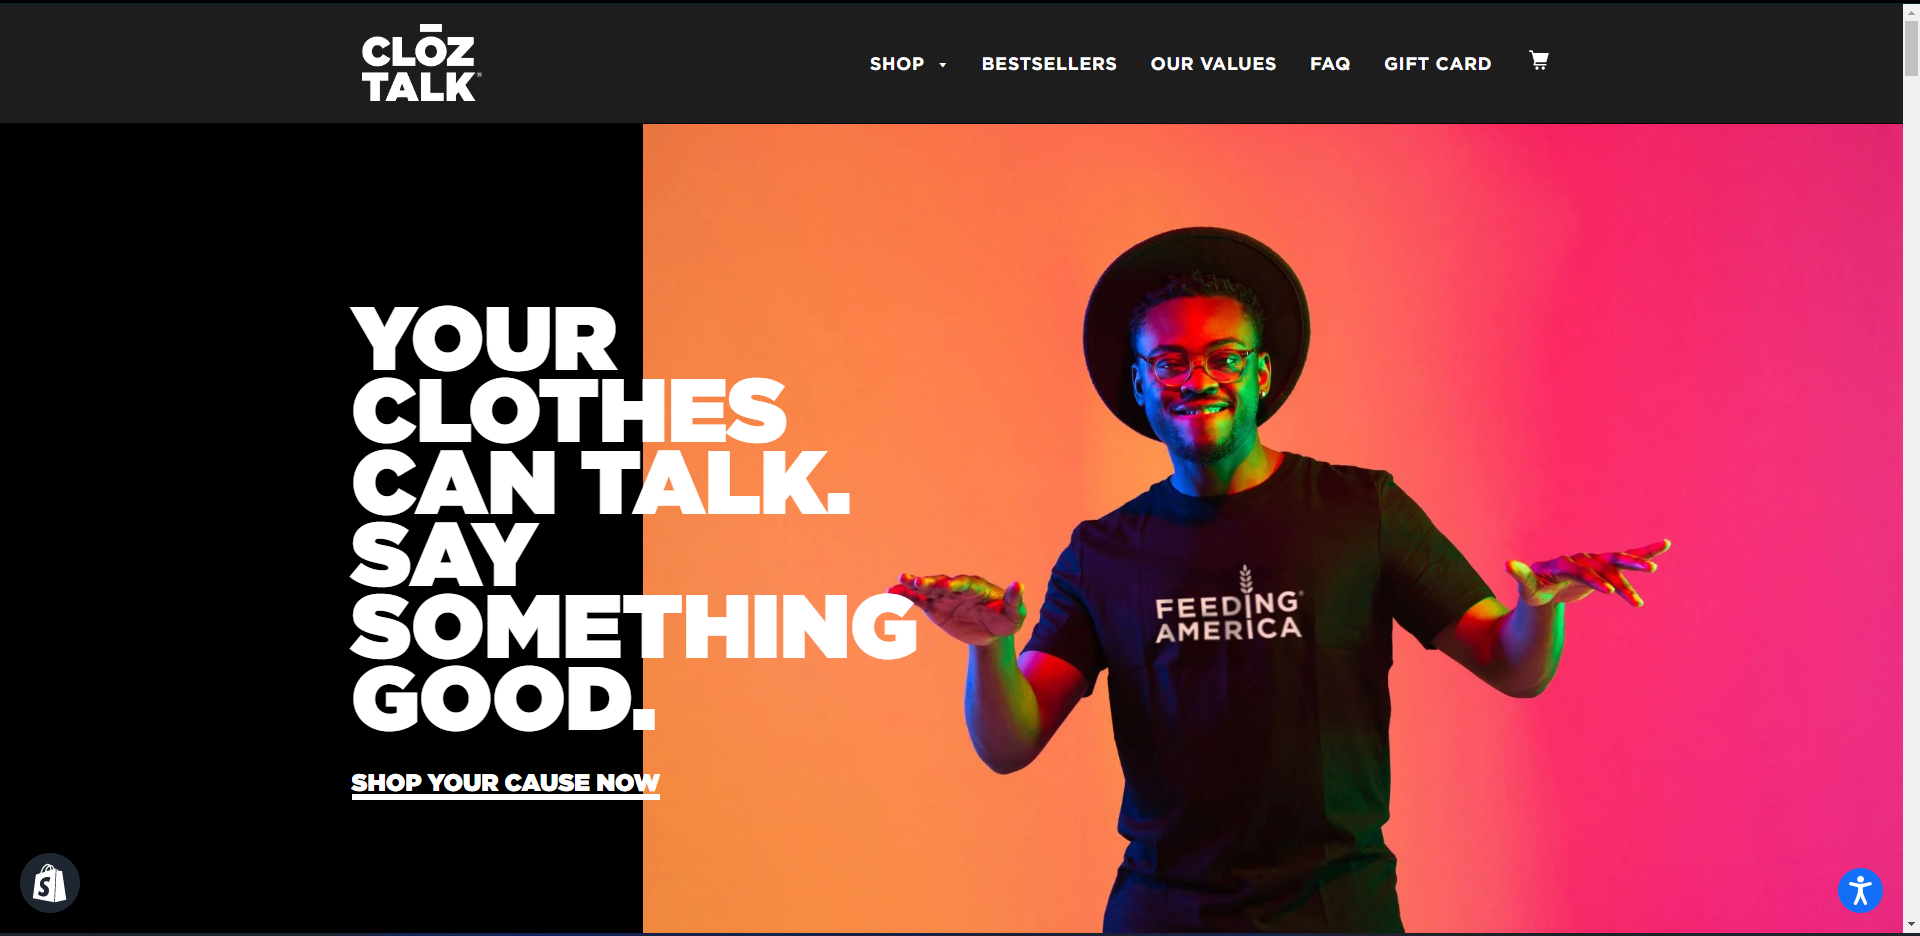 CLŌZ
TALK®
SHOP
BESTSELLERS
OUR VALUES
FAQ
GIFT CARD
YOUR
CLOTHES
CAN TALK.
SAY
SOMETHING
GOOD.
SHOP YOUR CAUSE NOW
FEEDING®
AMERICA
S